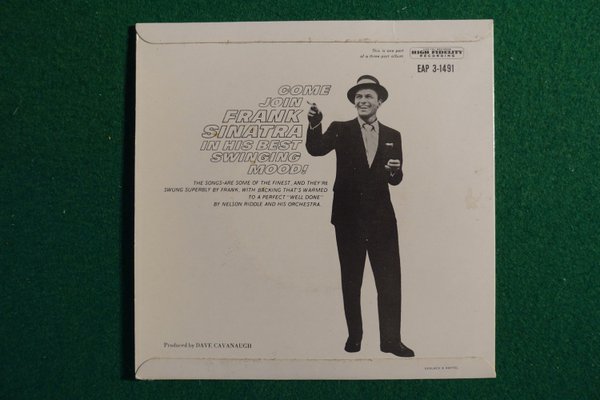 This is one part
of a three part album
HIGH FIDELITY
RECORDING
EAP 3-1491
COME
JOIN
FRANK
SINATRA
IN HIS BEST
SWINGING
MOOD!
THE SONGS ARE SOME OF THE FINEST, AND THEY'RE
SWUNG SUPERBLY BY FRANK, WITH BACKING THAT'S WARMED
TO A PERFECT "WELL DONE"
BY NELSON RIDDLE AND HIS ORCHESTRA.
Produced by DAVE CAVANAUGH